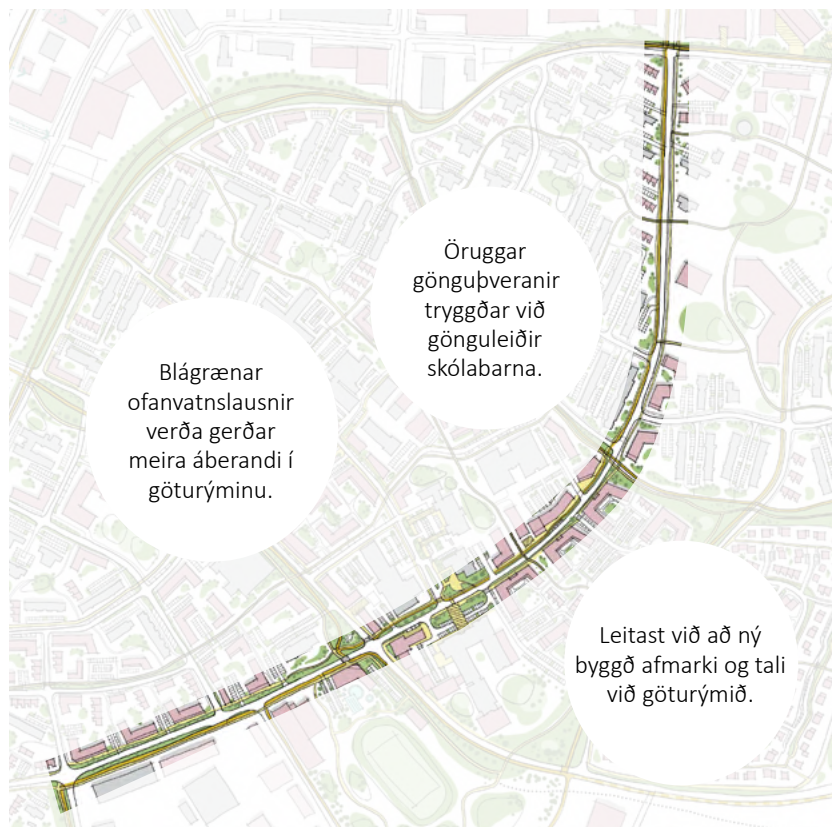 Öruggar
gönguþveranir
tryggðar við
gönguleiðir
skólabarna.
Blágrænar
ofanvatnslausnir
verða gerðar
meira áberandi í
göturýminu.
Leitast við að ný
byggð afmarki og tali
við göturýmið.